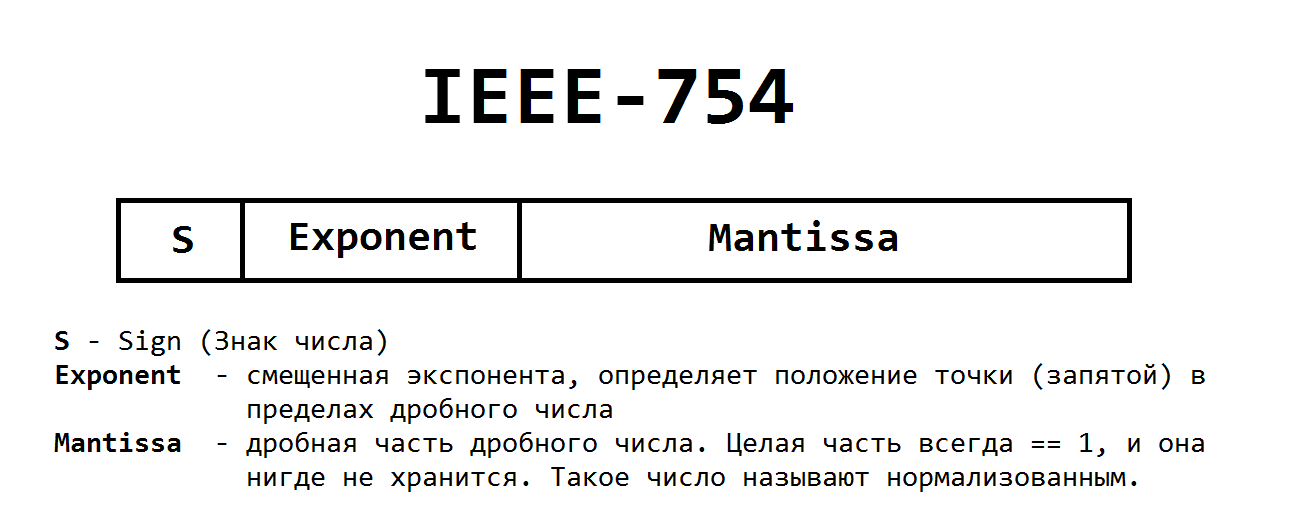 IEEE-754
S Exponent Mantissa
S - Sign (Знак числа)
Exponent - смещенная экспонента, определяет положение точки (запятой) в
пределах дробного числа
Mantissa - дробная часть дробного числа. Целая часть всегда == 1, и она
нигде не хранится. Такое число называют нормализованным.